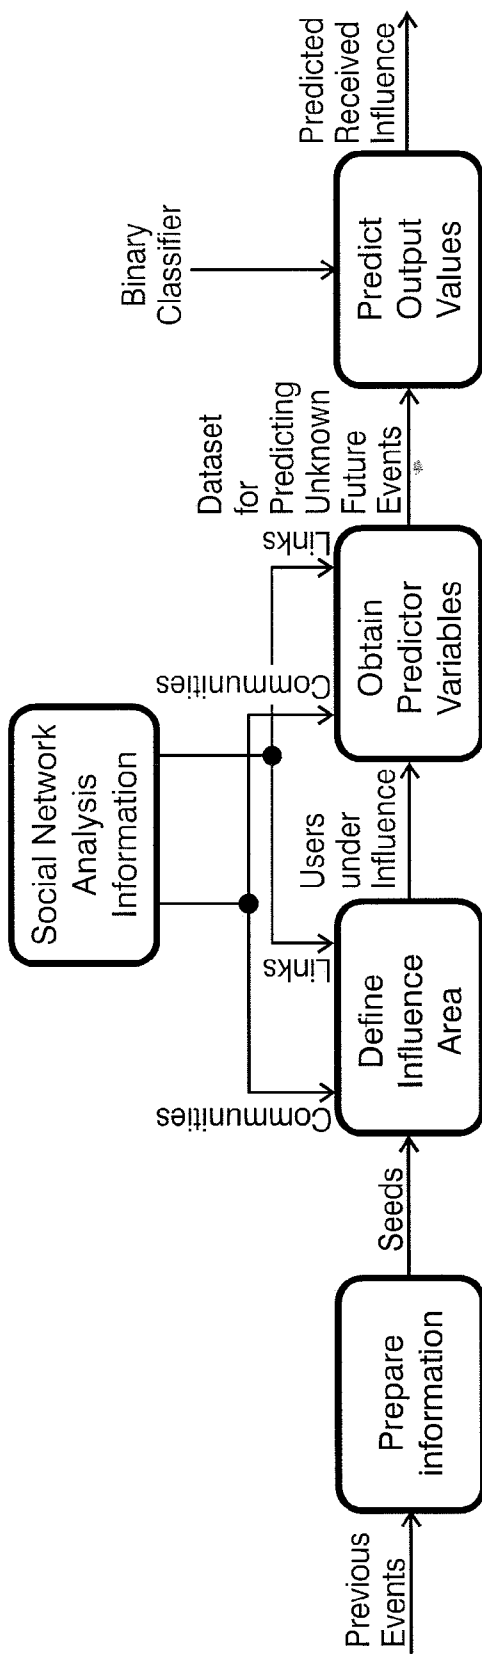 Previous
Events
Prepare
information
Seeds
Communities
Links
Define
Influence
Area
Social Network
Analysis
Information
Users
under
Influence
Communities
Links
Obtain
Predictor
Variables
Dataset
for
Predicting
Unknown
Future
Events
Binary
Classifier
Predict
Output
Values
Predicted
Received
Influence